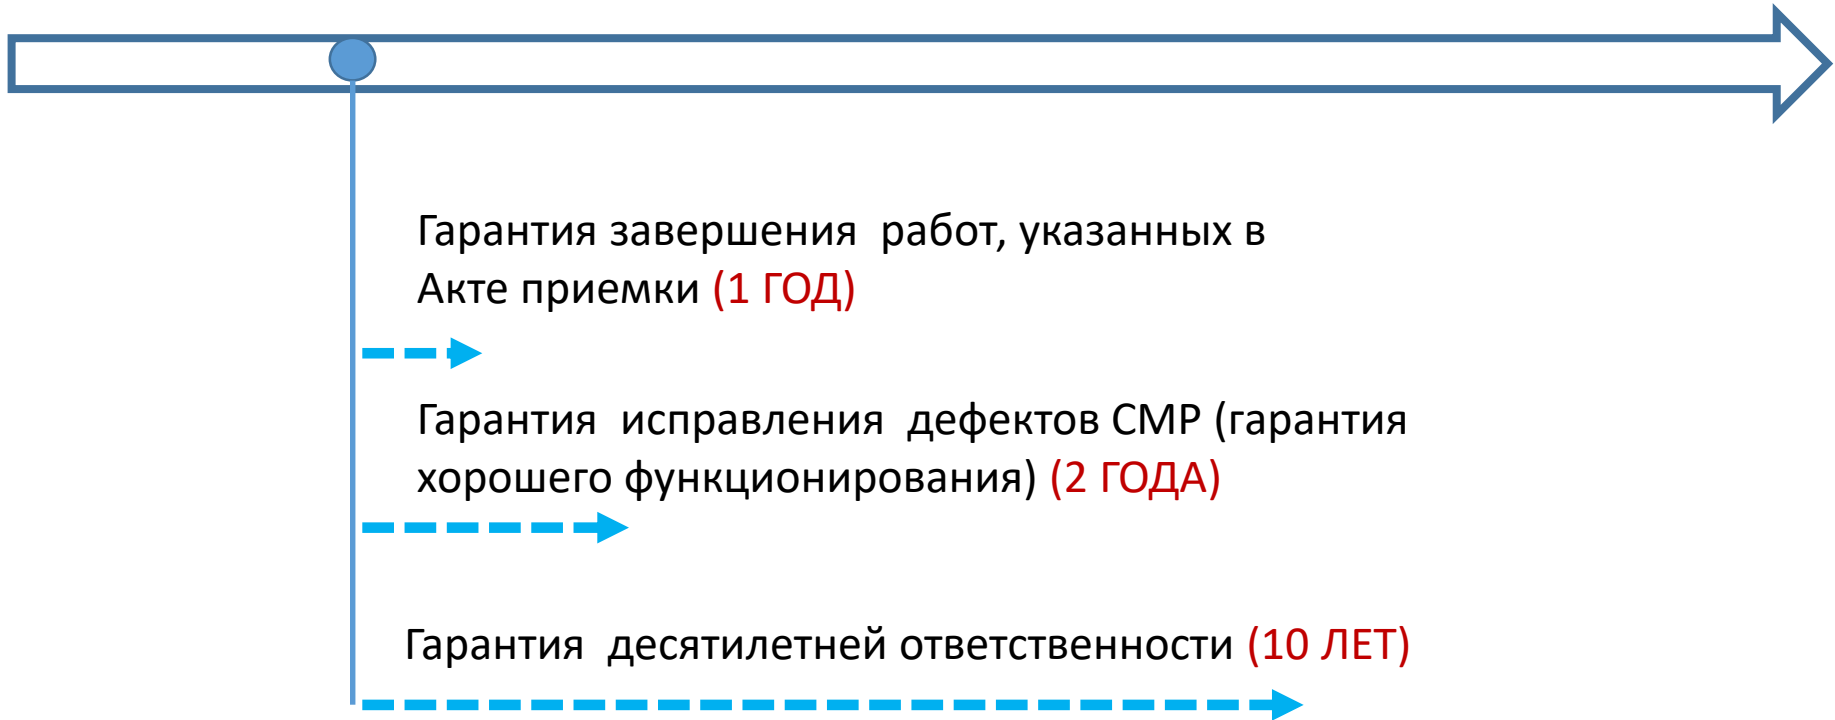 Гарантия завершения работ, указанных в
Акте приемки (1 ГОД)
Гарантия исправления дефектов СМР (гарантия
хорошего функционирования) (2 ГОДА)
Гарантия десятилетней ответственности (10 ЛЕТ)